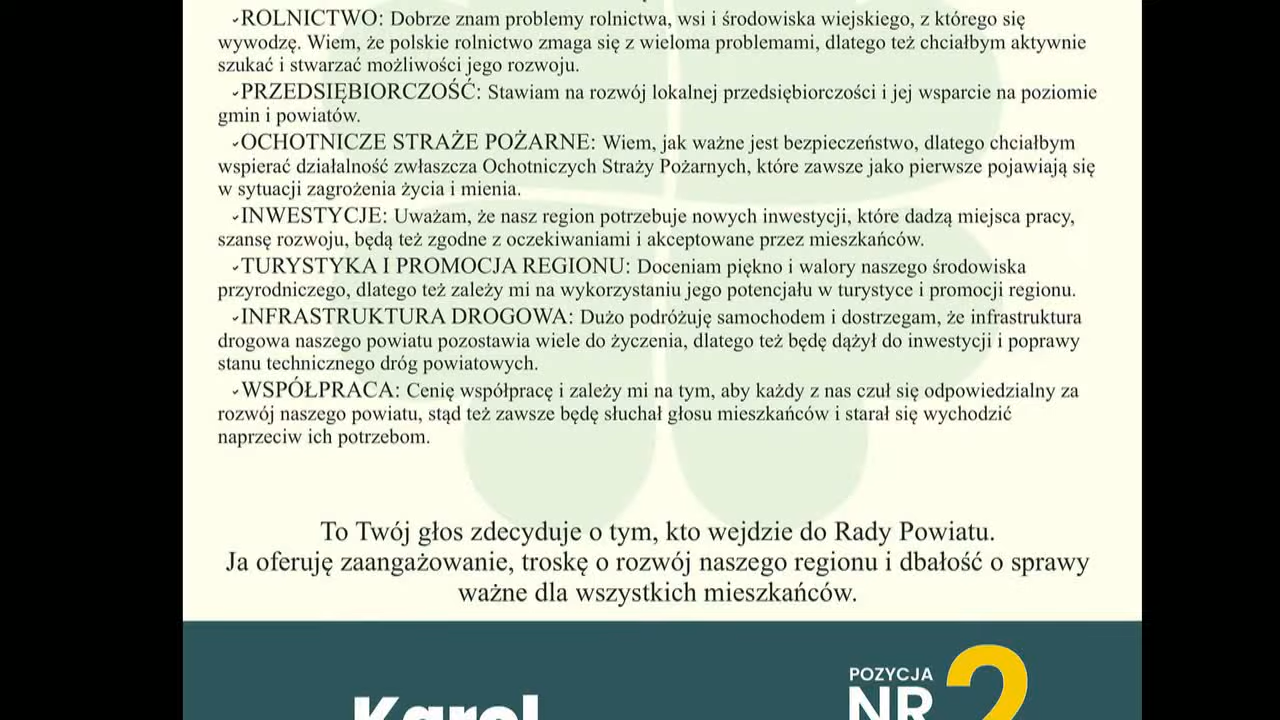 ROLNICTWO: Dobrze znam problemy rolnictwa, wsi i środowiska wiejskiego, z którego się
wywodzę. Wiem, że polskie rolnictwo zmaga się z wieloma problemami, dlatego też chciałbym aktywnie
szukać i stwarzać możliwości jego rozwoju.
PRZEDSIĘBIORCZOŚĆ: Stawiam na rozwój lokalnej przedsiębiorczości i jej wsparcie na poziomie
gmin i powiatów.
OCHOTNICZE STRAŻE POŻARNE: Wiem, jak ważne jest bezpieczeństwo, dlatego chciałbym
wspierać działalność zwłaszcza Ochotniczych Straży Pożarnych, które zawsze jako pierwsze pojawiają się
w sytuacji zagrożenia życia i mienia.
INWESTYCJE: Uważam, że nasz region potrzebuje nowych inwestycji, które dadzą miejsca pracy,
szansę rozwoju, będą też zgodne z oczekiwaniami i akceptowane przez mieszkańców.
TURYSTYKA I PROMOCJA REGIONU: Doceniam piękno i walory naszego środowiska
przyrodniczego, dlatego też zależy mi na wykorzystaniu jego potencjału w turystyce i promocji regionu.
INFRASTRUKTURA DROGOWA: Dużo podróżuję samochodem i dostrzegam, że infrastruktura
drogowa naszego powiatu pozostawia wiele do życzenia, dlatego też będę dążył do inwestycji i poprawy
stanu technicznego dróg powiatowych.
WSPÓŁPRACA: Cenię współpracę i zależy mi na tym, aby każdy z nas czuł się odpowiedzialny za
rozwój naszego powiatu, stąd też zawsze będę słuchał głosu mieszkańców i starał się wychodzić
naprzeciw ich potrzebom.
To Twój głos zdecyduje o tym, kto wejdzie do Rady Powiatu.
Ja oferuję zaangażowanie, troskę o rozwój naszego regionu i dbałość o sprawy
ważne dla wszystkich mieszkańców.
Karol
POZYCJA
NR 2